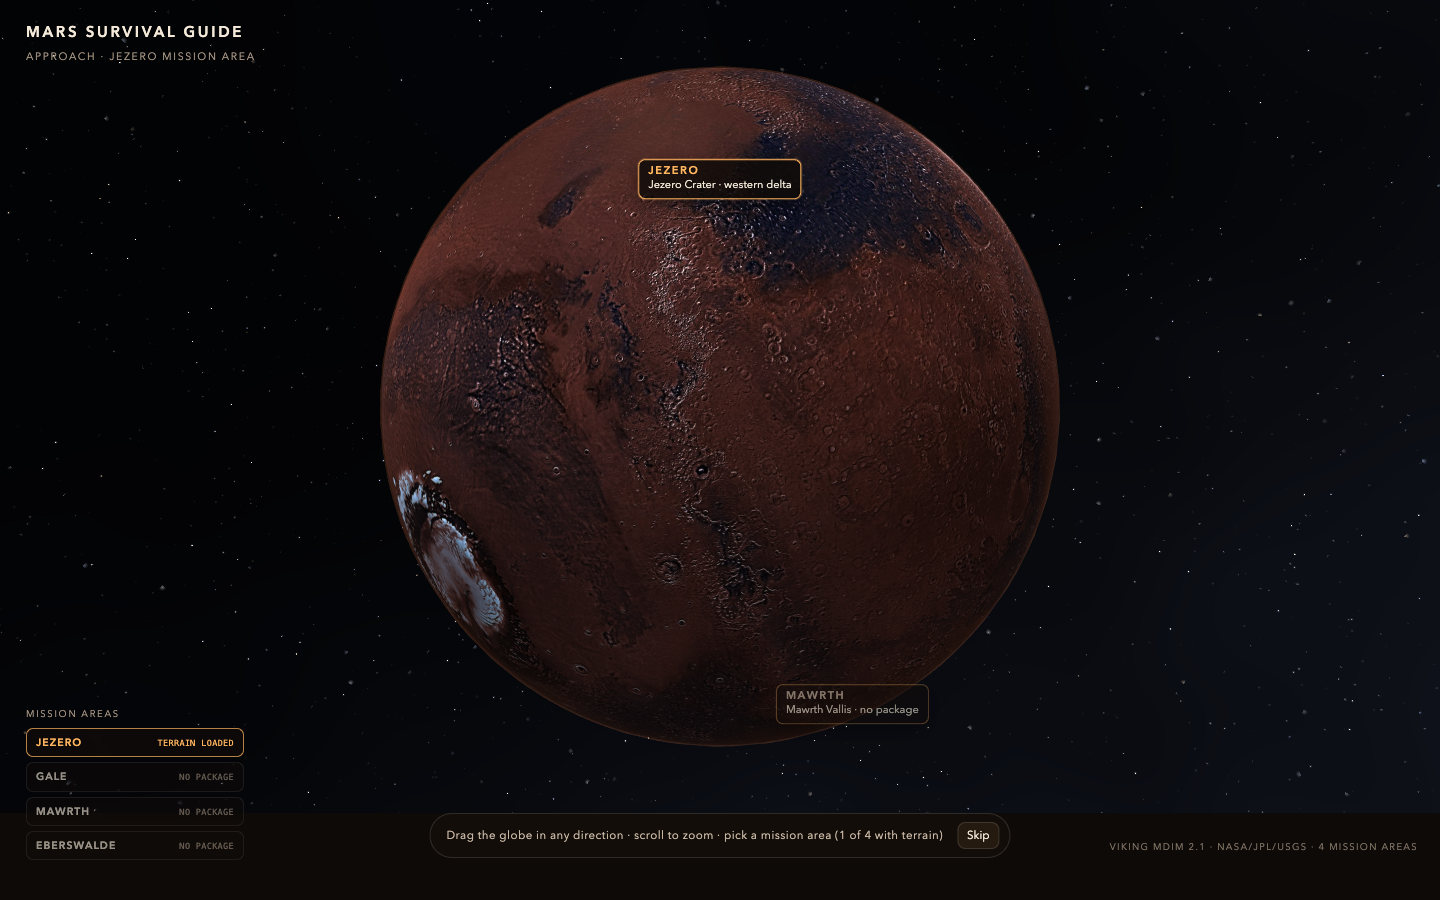 MARS SURVIVAL GUIDE
APPROACH · JEZERO MISSION AREA
JEZERO
Jezero Crater · western delta
MAWRTH
Mawrth Vallis · no package
MISSION AREAS
JEZERO TERRAIN LOADED
GALE NO PACKAGE
MAWRTH NO PACKAGE
EBERSWALDE NO PACKAGE
Drag the globe in any direction · scroll to zoom · pick a mission area (1 of 4 with terrain) Skip
VIKING MDIM 2.1 · NASA/JPL/USGS · 4 MISSION AREAS